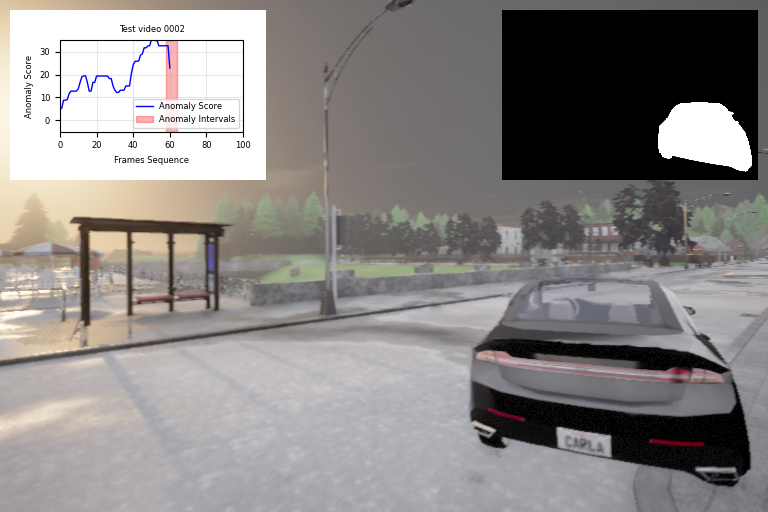 Test video 0002
Anomaly Score
30
20
10
0
Anomaly Score
Anomaly Intervals
0 20 40 60 80 100
Frames Sequence
CARLA